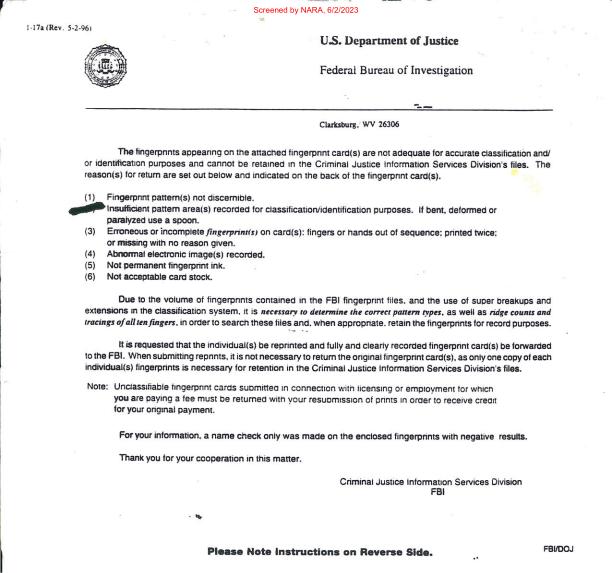 Screened by NARA, 6/2/2023
1-17a (Rev. 5-2-96)
U.S. Department of Justice
Federal Bureau of Investigation
Clarksburg, WV 26306
The fingerprints appearing on the attached fingerprint card(s) are not adequate for accurate classification and/
or identification purposes and cannot be retained in the Criminal Justice Information Services Division's files. The
reason(s) for return are set out below and indicated on the back of the fingerprint card(s).
(1) Fingerprint pattern(s) not discernible.
Insufficient pattern area(s) recorded for classification/identification purposes. If bent, deformed or
paralyzed use a spoon.
(3) Erroneous or incomplete fingerprint(s) on card(s): fingers or hands out of sequence; printed twice;
or missing with no reason given.
(4) Abnormal electronic image(s) recorded.
(5) Not permanent fingerprint ink.
(6) Not acceptable card stock.
Due to the volume of fingerprints contained in the FBI fingerprint files, and the use of super breakups and
extensions in the classification system, it is necessary to determine the correct pattern types, as well as ridge counts and
tracings of all ten fingers, in order to search these files and, when appropriate, retain the fingerprints for record purposes.
It is requested that the individual(s) be reprinted and fully and clearly recorded fingerprint card(s) be forwarded
to the FBI. When submitting reprints, it is not necessary to return the original fingerprint card(s), as only one copy of each
individual(s) fingerprints is necessary for retention in the Criminal Justice Information Services Division's files.
Note: Unclassifiable fingerprint cards submitted in connection with licensing or employment for which
you are paying a fee must be returned with your resubmission of prints in order to receive credit
for your original payment.
For your information, a name check only was made on the enclosed fingerprints with negative results.
Thank you for your cooperation in this matter.
Criminal Justice Information Services Division
FBI
Please Note Instructions on Reverse Side.
FBI/DOJ